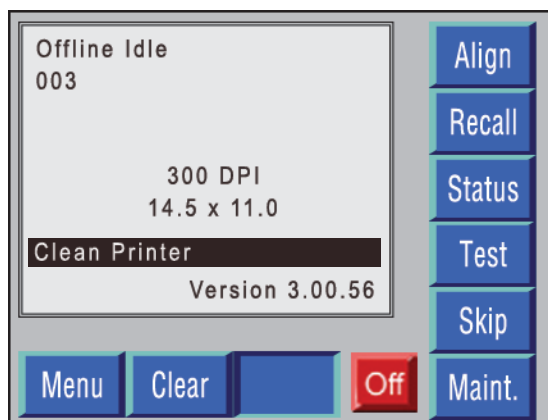 Offline Idle
003
300 DPI
14.5 x 11.0
Clean Printer
Version 3.00.56
Align
Recall
Status
Test
Skip
Maint.
Menu
Clear
Off